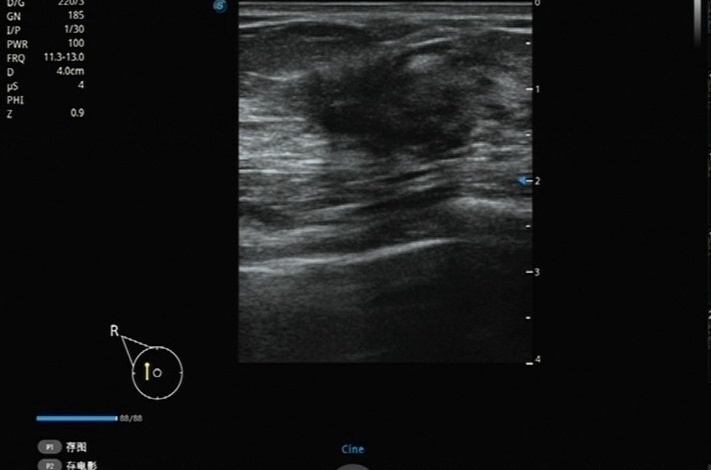 D/G 220/3
GN 185
I/P 1/30
PWR 100
FRQ 11.3-13.0
D 4.0cm
μS 4
PHI
Z 0.9
0
1
2
3
4
R
88/88
P1 存图
P2 存电影
Cine